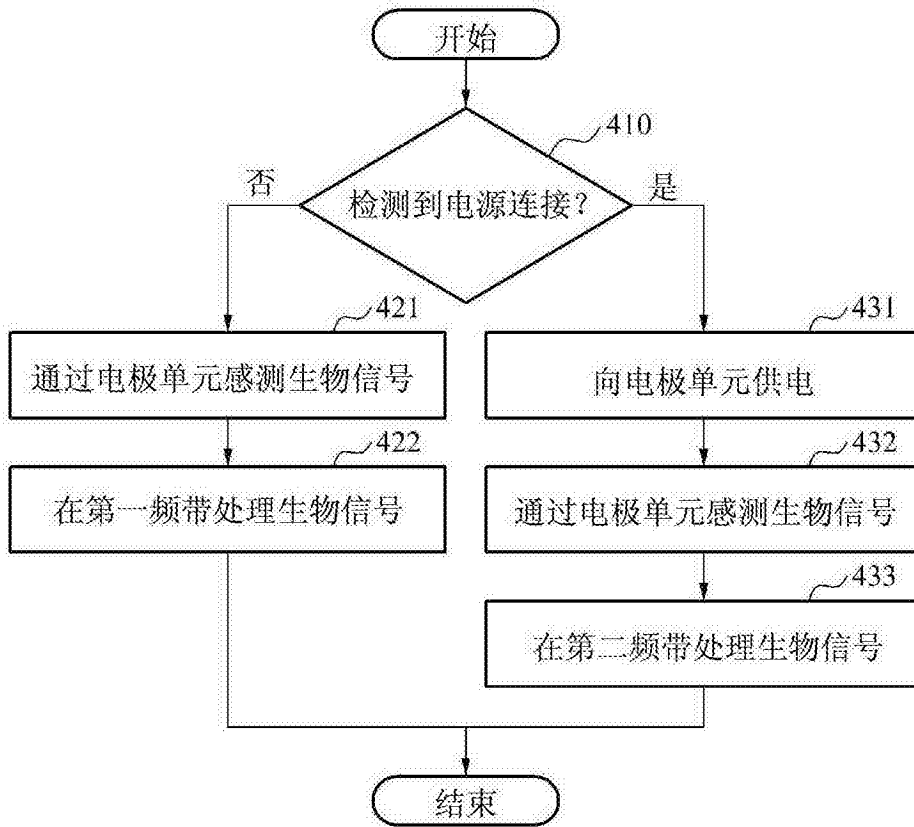 开始
410
检测到电源连接?
否
是
421
通过电极单元感测生物信号
422
在第一频带处理生物信号
431
向电极单元供电
432
通过电极单元感测生物信号
433
在第二频带处理生物信号
结束